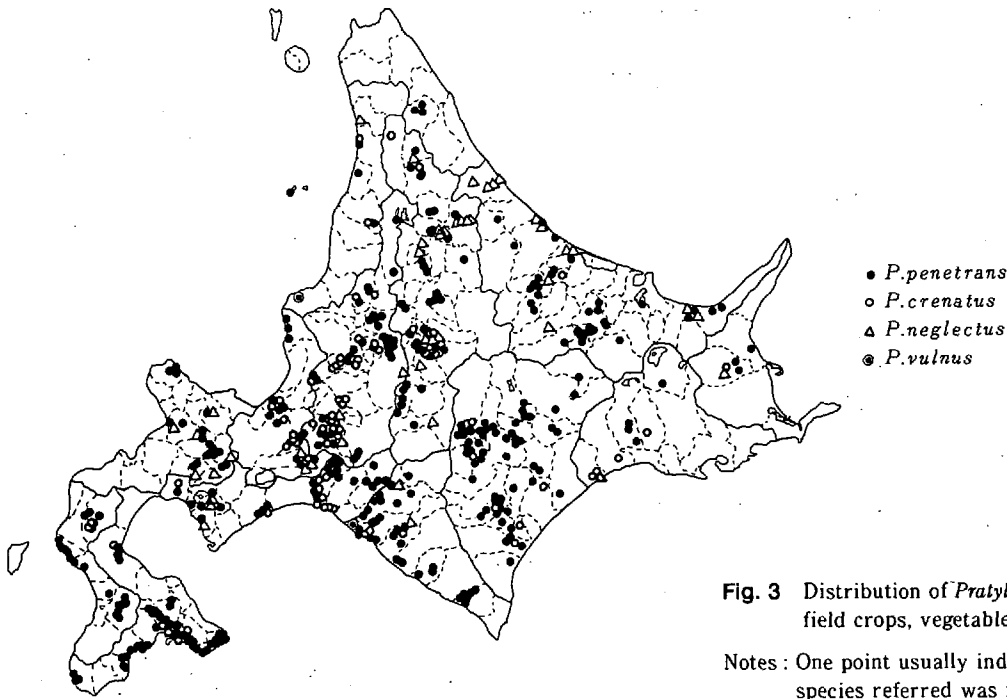 ● P.penetrans
○ P.crenatus
△ P.neglectus
◉ P.vulnus
Fig. 3 Distribution of Pratyl
field crops, vegetable
Notes : One point usually ind
species referred was